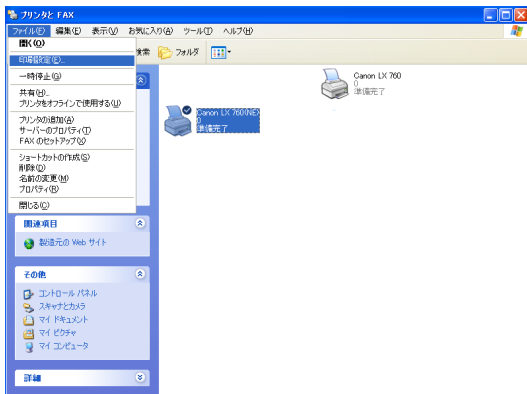 プリンタと FAX
ファイル(F) 編集(E) 表示(V) お気に入り(A) ツール(T) ヘルプ(H)
開く(O)
検索 フォルダ
印刷設定(E)...
一時停止(G)
Canon LX 760
0
準備完了
共有(H)...
プリンタをオフラインで使用する(U)
Canon LX 760(NE
0
準備完了
プリンタの追加(A)
サーバーのプロパティ(T)
FAX のセットアップ(X)
ショートカットの作成(S)
削除(D)
名前の変更(M)
プロパティ(R)
閉じる(C)
関連項目
製造元の Web サイト
その他
コントロール パネル
スキャナとカメラ
マイ ドキュメント
マイ ピクチャ
マイ コンピュータ
詳細